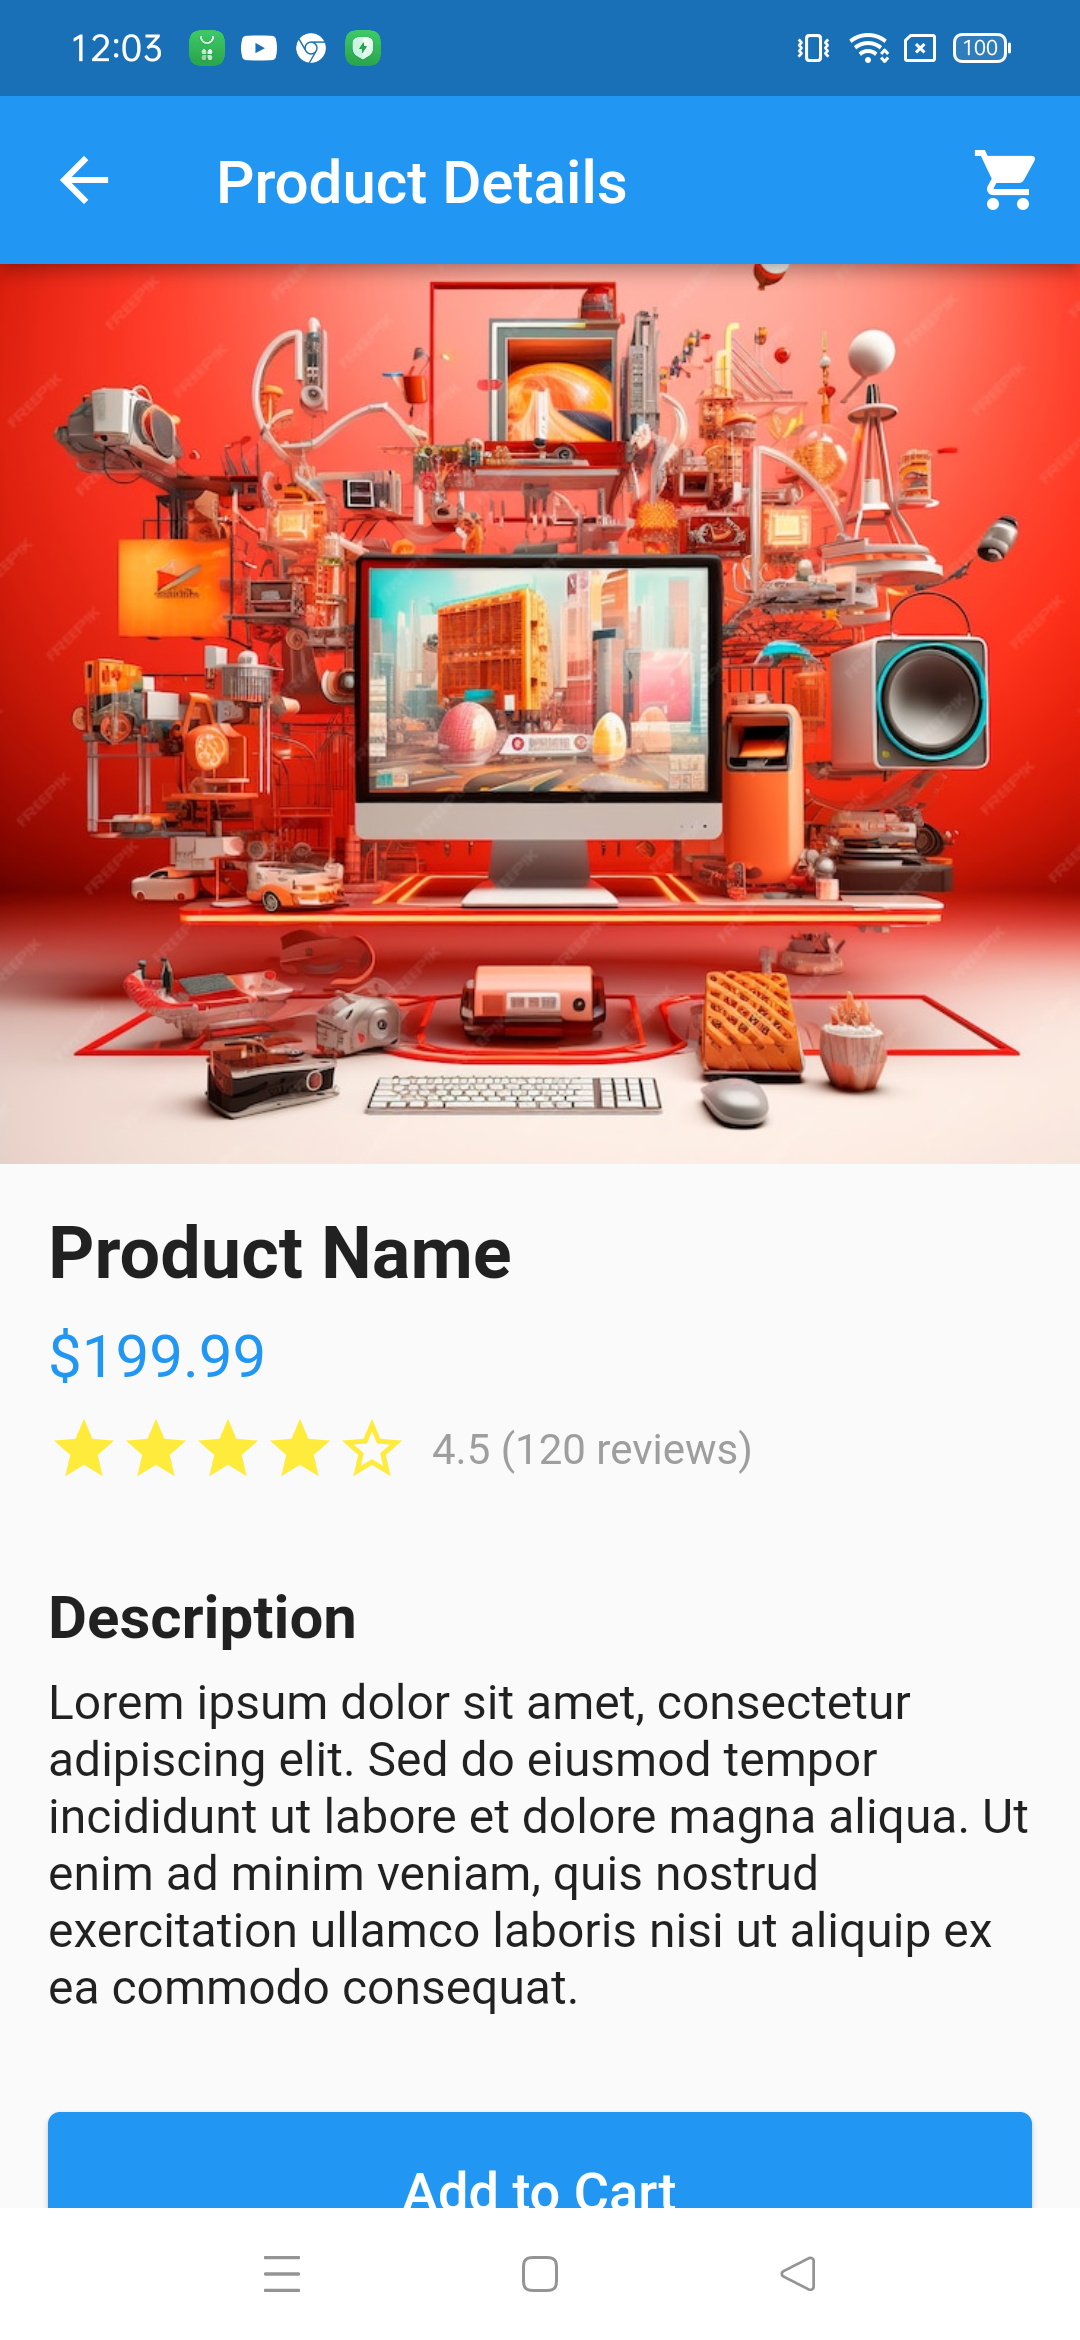 12:03
100
Product Details
FREEPIK
Product Name
$199.99
4.5 (120 reviews)
Description
Lorem ipsum dolor sit amet, consectetur
adipiscing elit. Sed do eiusmod tempor
incididunt ut labore et dolore magna aliqua. Ut
enim ad minim veniam, quis nostrud
exercitation ullamco laboris nisi ut aliquip ex
ea commodo consequat.
Add to Cart